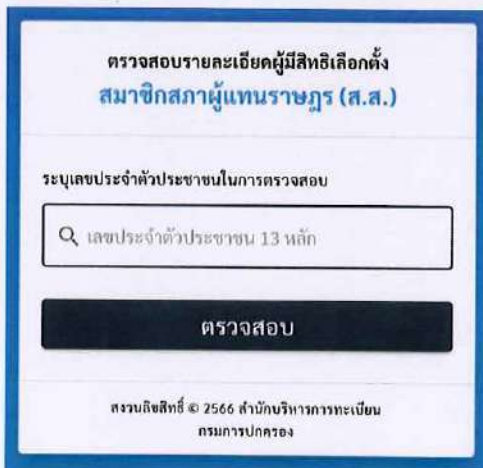 ตรวจสอบรายละเอียดผู้มีสิทธิเลือกตั้ง
สมาชิกสภาผู้แทนราษฎร (ส.ส.)
ระบุเลขประจำตัวประชาชนในการตรวจสอบ
เลขประจำตัวประชาชน 13 หลัก
ตรวจสอบ
สงวนลิขสิทธิ์ © 2566 สำนักบริหารการทะเบียน
กรมการปกครอง